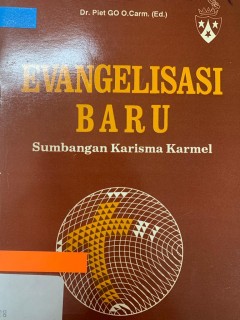 Dr. Piet GO O.Carm. (Ed.)
EVANGELISASI
BARU
Sumbangan Karisma Karmel